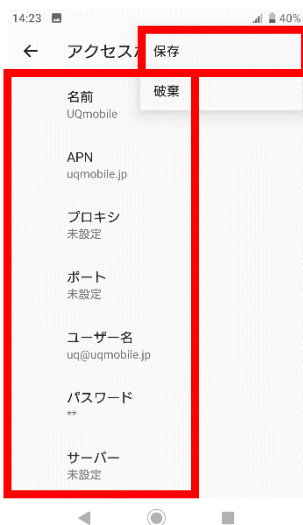 14:23 40%
アクセスポ
保存
破棄
名前
UQmobile
APN
uqmobile.jp
プロキシ
未設定
ポート
未設定
ユーザー名
uq@uqmobile.jp
パスワード
**
サーバー
未設定